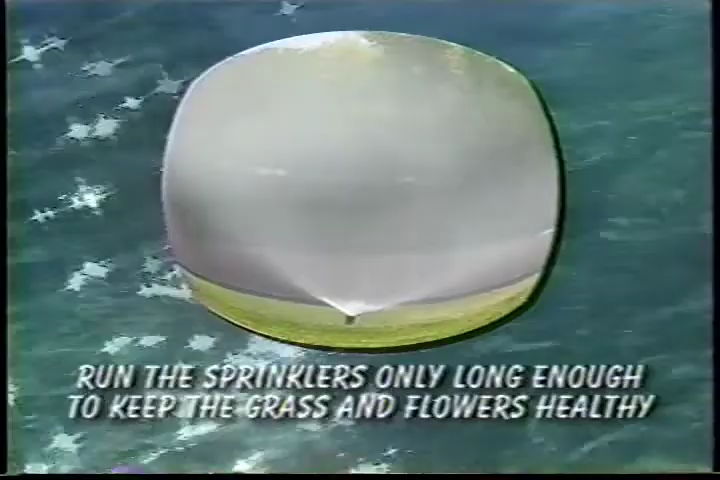 RUN THE SPRINKLERS ONLY LONG ENOUGH
TO KEEP THE GRASS AND FLOWERS HEALTHY